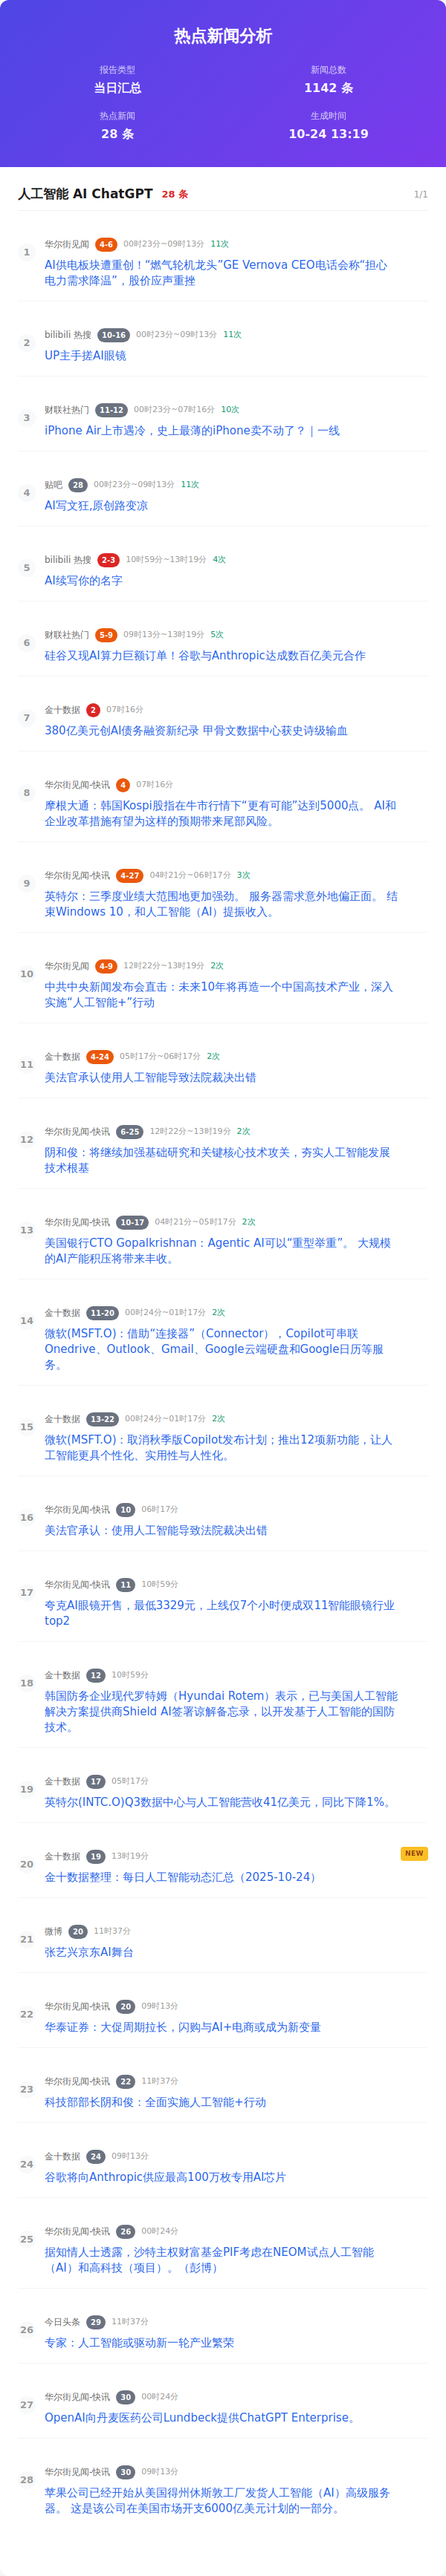 热点新闻分析
报告类型
当日汇总
新闻总数
1142 条
热点新闻
28 条
生成时间
10-24 13:19
人工智能 AI ChatGPT 28 条 1/1
1
华尔街见闻 4-6 00时23分~09时13分 11次
AI供电板块遭重创！“燃气轮机龙头”GE Vernova CEO电话会称“担心
电力需求降温”，股价应声重挫
2
bilibili 热搜 10-16 00时23分~09时13分 11次
UP主手搓AI眼镜
3
财联社热门 11-12 00时23分~07时16分 10次
iPhone Air上市遇冷，史上最薄的iPhone卖不动了？｜一线
4
贴吧 28 00时23分~09时13分 11次
AI写文狂,原创路变凉
5
bilibili 热搜 2-3 10时59分~13时19分 4次
AI续写你的名字
6
财联社热门 5-9 09时13分~13时19分 5次
硅谷又现AI算力巨额订单！谷歌与Anthropic达成数百亿美元合作
7
金十数据 2 07时16分
380亿美元创AI债务融资新纪录 甲骨文数据中心获史诗级输血
8
华尔街见闻-快讯 4 07时16分
摩根大通：韩国Kospi股指在牛市行情下“更有可能”达到5000点。 AI和
企业改革措施有望为这样的预期带来尾部风险。
9
华尔街见闻-快讯 4-27 04时21分~06时17分 3次
英特尔：三季度业绩大范围地更加强劲。 服务器需求意外地偏正面。 结
束Windows 10，和人工智能（AI）提振收入。
10
华尔街见闻 4-9 12时22分~13时19分 2次
中共中央新闻发布会直击：未来10年将再造一个中国高技术产业，深入
实施“人工智能+”行动
11
金十数据 4-24 05时17分~06时17分 2次
美法官承认使用人工智能导致法院裁决出错
12
华尔街见闻-快讯 6-25 12时22分~13时19分 2次
阴和俊：将继续加强基础研究和关键核心技术攻关，夯实人工智能发展
技术根基
13
华尔街见闻-快讯 10-17 04时21分~05时17分 2次
美国银行CTO Gopalkrishnan：Agentic AI可以“重型举重”。 大规模
的AI产能积压将带来丰收。
14
金十数据 11-20 00时24分~01时17分 2次
微软(MSFT.O)：借助“连接器”（Connector），Copilot可串联
Onedrive、Outlook、Gmail、Google云端硬盘和Google日历等服
务。
15
金十数据 13-22 00时24分~01时17分 2次
微软(MSFT.O)：取消秋季版Copilot发布计划；推出12项新功能，让人
工智能更具个性化、实用性与人性化。
16
华尔街见闻-快讯 10 06时17分
美法官承认：使用人工智能导致法院裁决出错
17
华尔街见闻-快讯 11 10时59分
夸克AI眼镜开售，最低3329元，上线仅7个小时便成双11智能眼镜行业
top2
18
金十数据 12 10时59分
韩国防务企业现代罗特姆（Hyundai Rotem）表示，已与美国人工智能
解决方案提供商Shield AI签署谅解备忘录，以开发基于人工智能的国防
技术。
19
金十数据 17 05时17分
英特尔(INTC.O)Q3数据中心与人工智能营收41亿美元，同比下降1%。
20
金十数据 19 13时19分 NEW
金十数据整理：每日人工智能动态汇总（2025-10-24）
21
微博 20 11时37分
张艺兴京东AI舞台
22
华尔街见闻-快讯 20 09时13分
华泰证券：大促周期拉长，闪购与AI+电商或成为新变量
23
华尔街见闻-快讯 22 11时37分
科技部部长阴和俊：全面实施人工智能+行动
24
金十数据 24 09时13分
谷歌将向Anthropic供应最高100万枚专用AI芯片
25
华尔街见闻-快讯 26 00时24分
据知情人士透露，沙特主权财富基金PIF考虑在NEOM试点人工智能
（AI）和高科技（项目）。（彭博）
26
今日头条 29 11时37分
专家：人工智能或驱动新一轮产业繁荣
27
华尔街见闻-快讯 30 00时24分
OpenAI向丹麦医药公司Lundbeck提供ChatGPT Enterprise。
28
华尔街见闻-快讯 30 09时13分
苹果公司已经开始从美国得州休斯敦工厂发货人工智能（AI）高级服务
器。 这是该公司在美国市场开支6000亿美元计划的一部分。